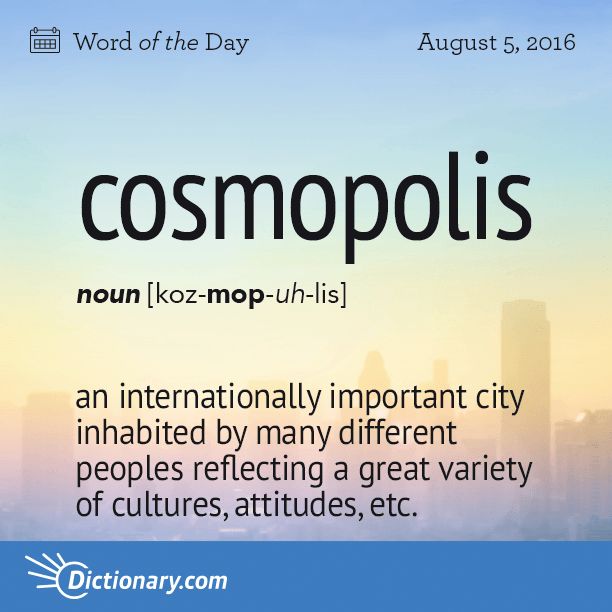 Word of the Day
August 5, 2016
cosmopolis
noun [koz-mop-uh-lis]
an internationally important city
inhabited by many different
peoples reflecting a great variety
of cultures, attitudes, etc.
Dictionary.com